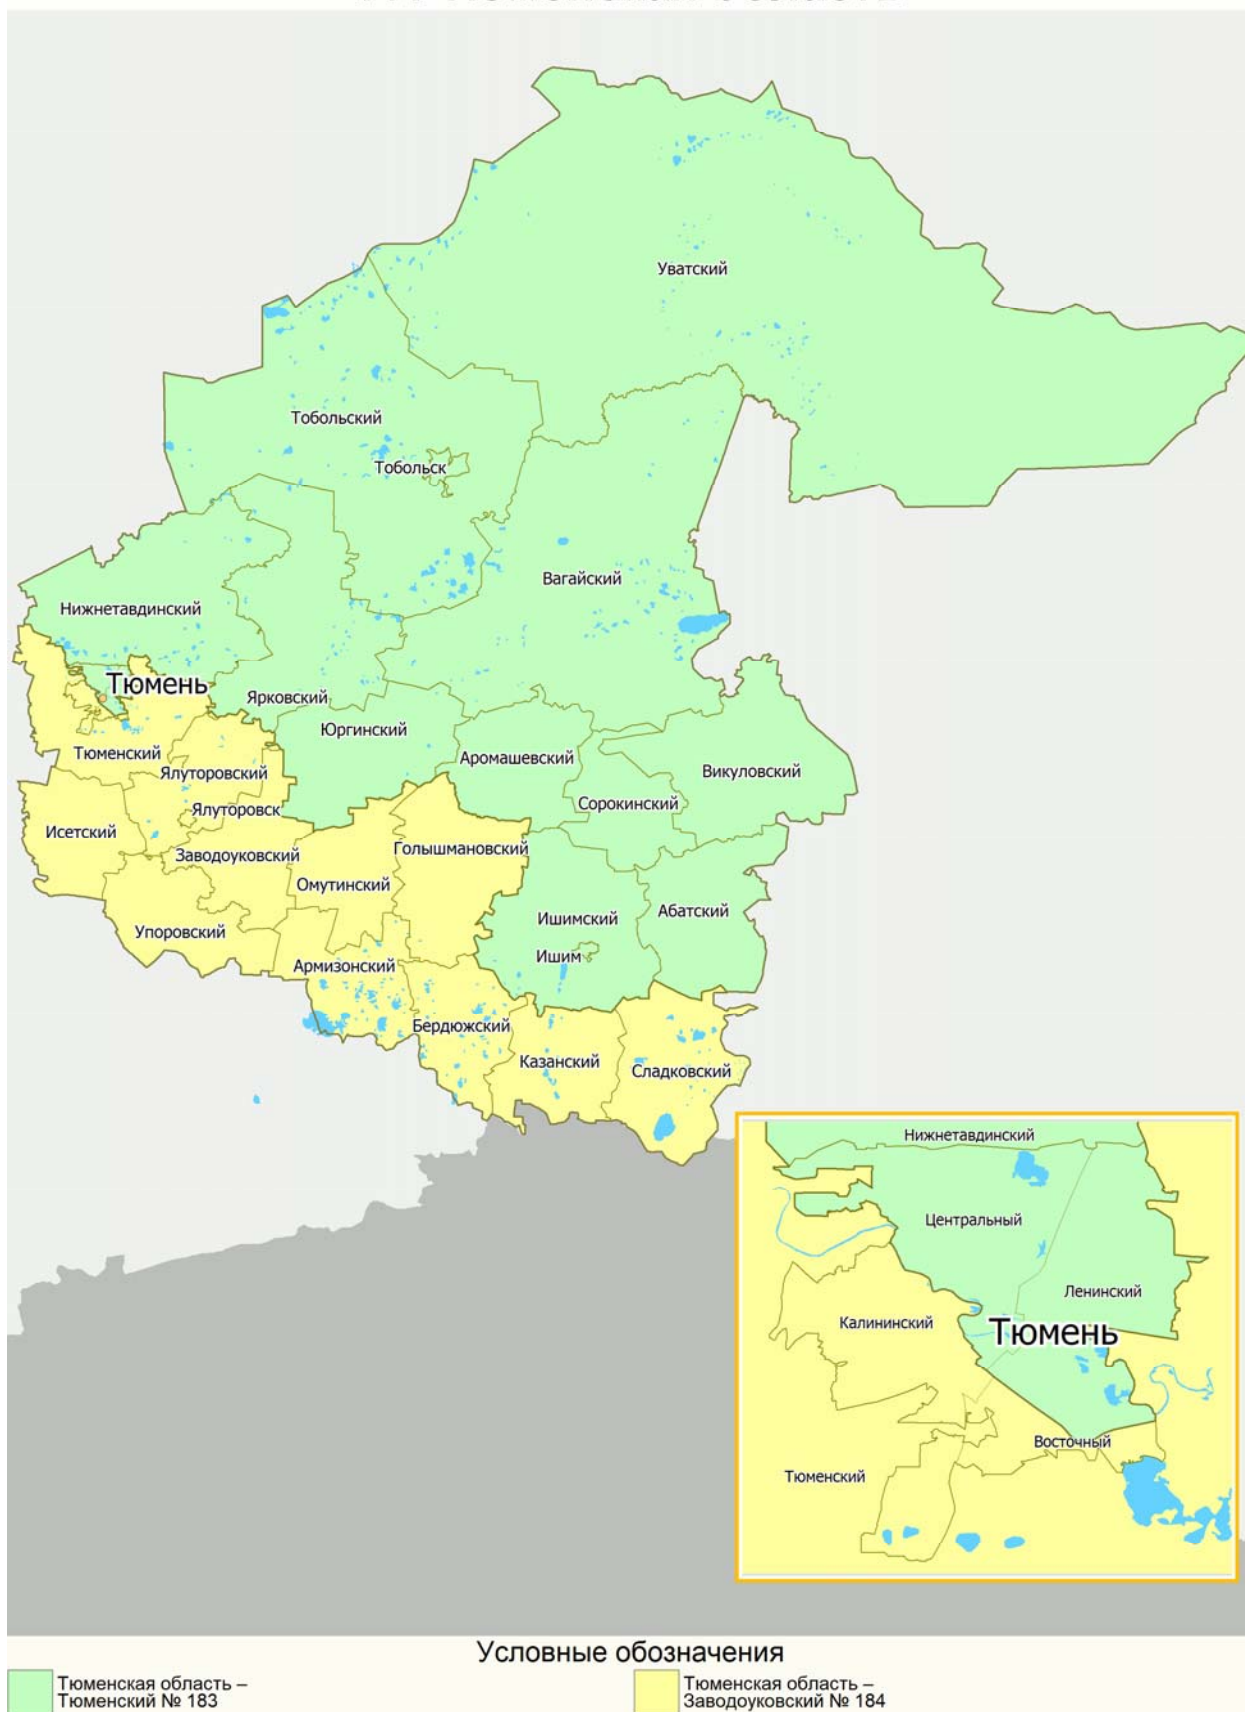 Уватский
Тобольский
Тобольск
Вагайский
Нижнетавдинский
Тюмень
Ярковский
Юргинский
Аромашевский
Викуловский
Сорокинский
Тюменский
Ялуторовский
Ялуторовск
Исетский
Заводоуковский
Голышмановский
Омутинский
Упоровский
Ишимский
Абатский
Ишим
Армизонский
Бердюжский
Казанский
Сладковский
Нижнетавдинский
Центральный
Ленинский
Калининский
Тюмень
Восточный
Тюменский
Условные обозначения
Тюменская область –
Тюменский № 183
Тюменская область –
Заводоуковский № 184